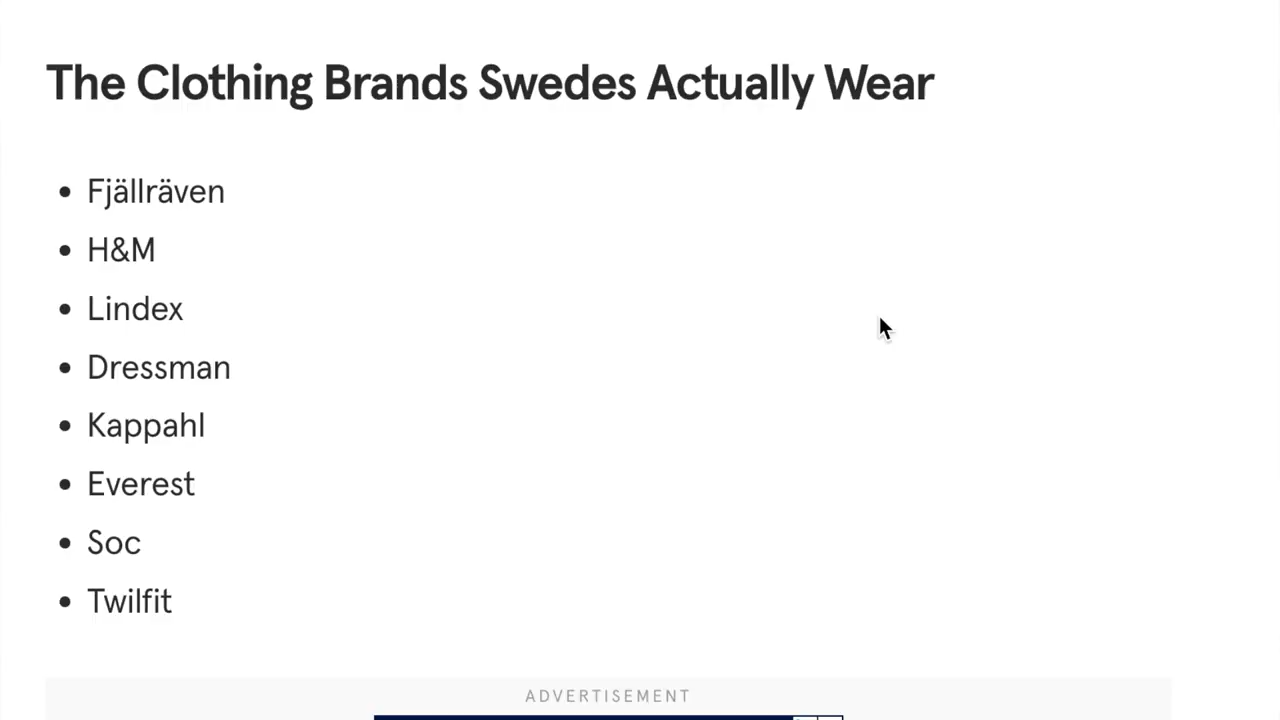 The Clothing Brands Swedes Actually Wear
• Fjällräven
• H&M
• Lindex
• Dressman
• Kappahl
• Everest
• Soc
• Twilfit
ADVERTISEMENT